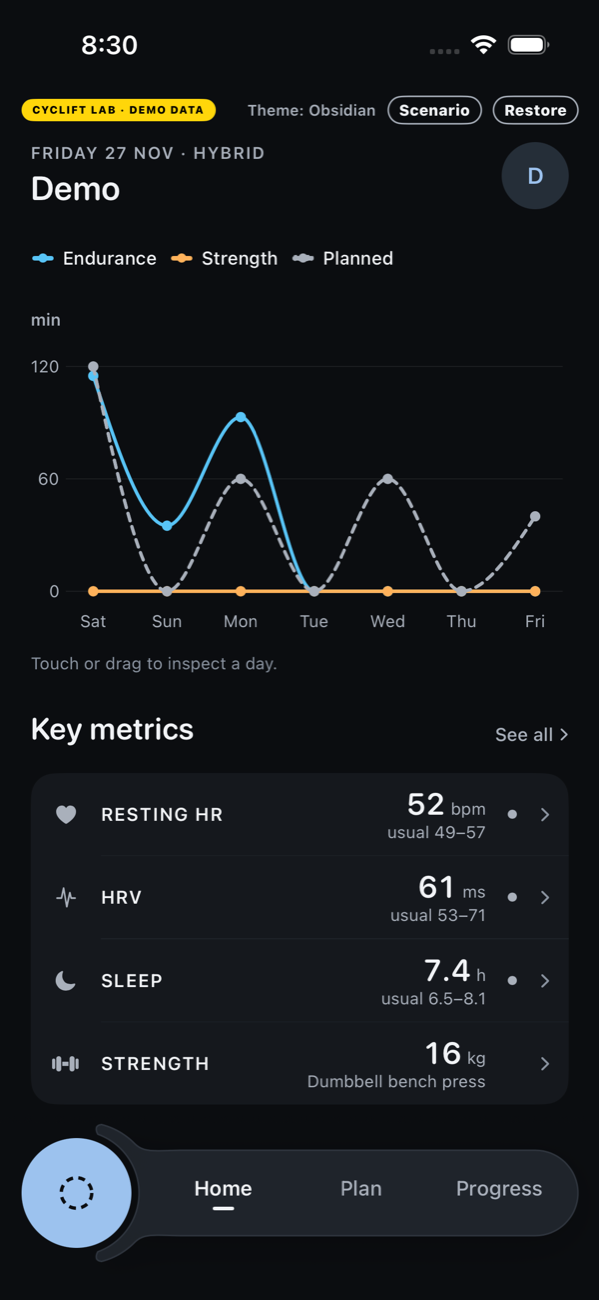 8:30
CYCLIFT LAB · DEMO DATA Theme: Obsidian Scenario Restore
FRIDAY 27 NOV · HYBRID
Demo
D
Endurance Strength Planned
min
120
60
0
Sat Sun Mon Tue Wed Thu Fri
Touch or drag to inspect a day.
Key metrics See all
RESTING HR 52 bpm
usual 49–57
HRV 61 ms
usual 53–71
SLEEP 7.4 h
usual 6.5–8.1
STRENGTH 16 kg
Dumbbell bench press
Home Plan Progress